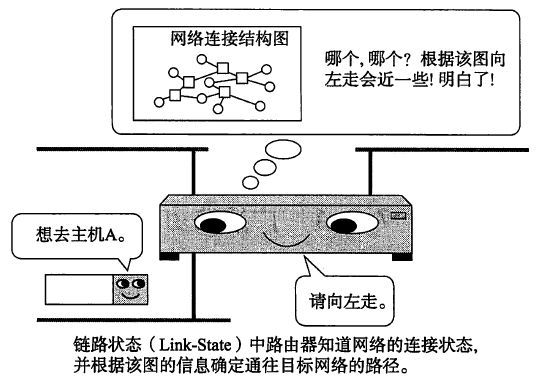 网络连接结构图
哪个,哪个？根据该图向
左走会近一些！明白了！
想去主机A。
请向左走。
链路状态（Link-State）中路由器知道网络的连接状态,
并根据该图的信息确定通往目标网络的路径。